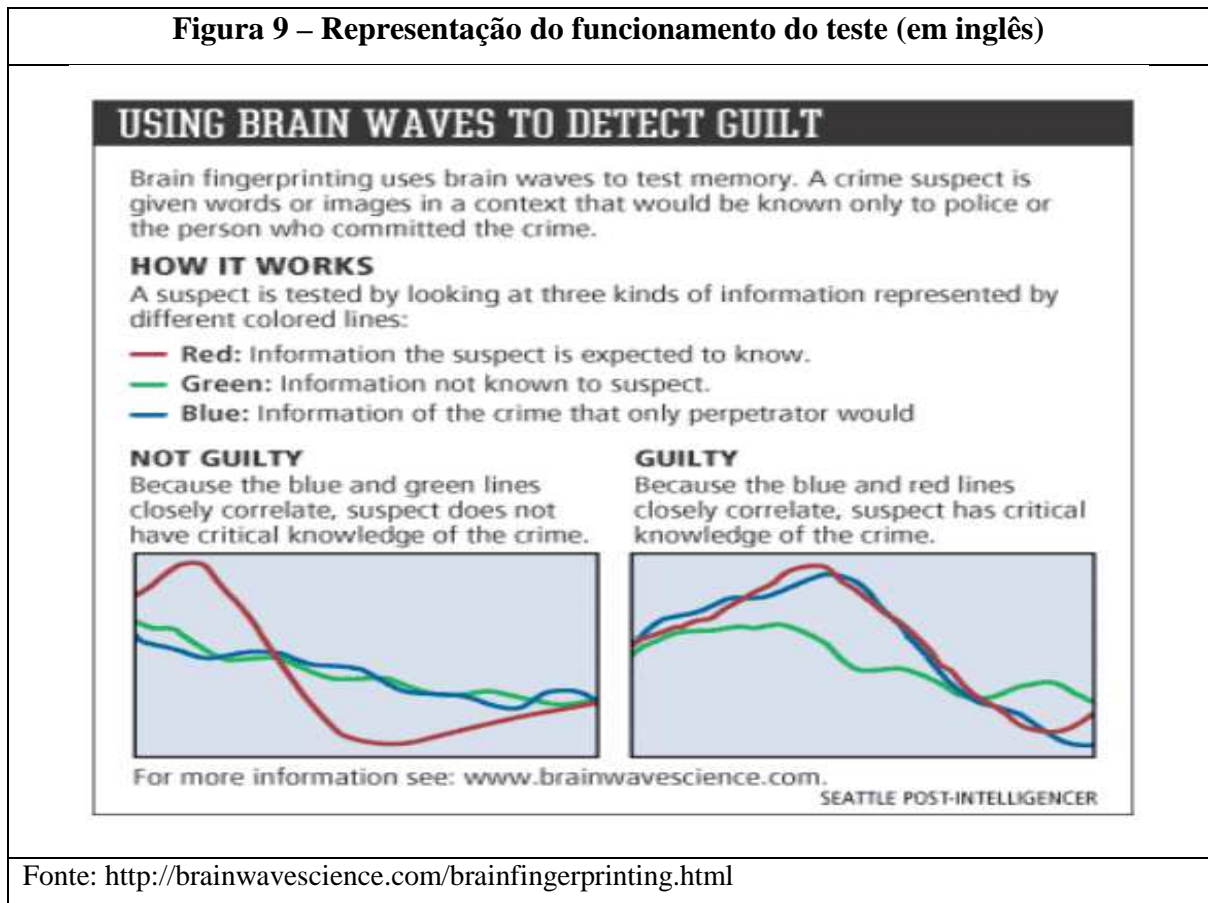 Figura 9 – Representação do funcionamento do teste (em inglês)
USING BRAIN WAVES TO DETECT GUILT
Brain fingerprinting uses brain waves to test memory. A crime suspect is
given words or images in a context that would be known only to police or
the person who committed the crime.
HOW IT WORKS
A suspect is tested by looking at three kinds of information represented by
different colored lines:
Red: Information the suspect is expected to know.
Green: Information not known to suspect.
Blue: Information of the crime that only perpetrator would
NOT GUILTY
Because the blue and green lines
closely correlate, suspect does not
have critical knowledge of the crime.
GUILTY
Because the blue and red lines
closely correlate, suspect has critical
knowledge of the crime.
For more information see: www.brainwavescience.com.
SEATTLE POST-INTELLIGENCER
Fonte: http://brainwavescience.com/brainfingerprinting.html